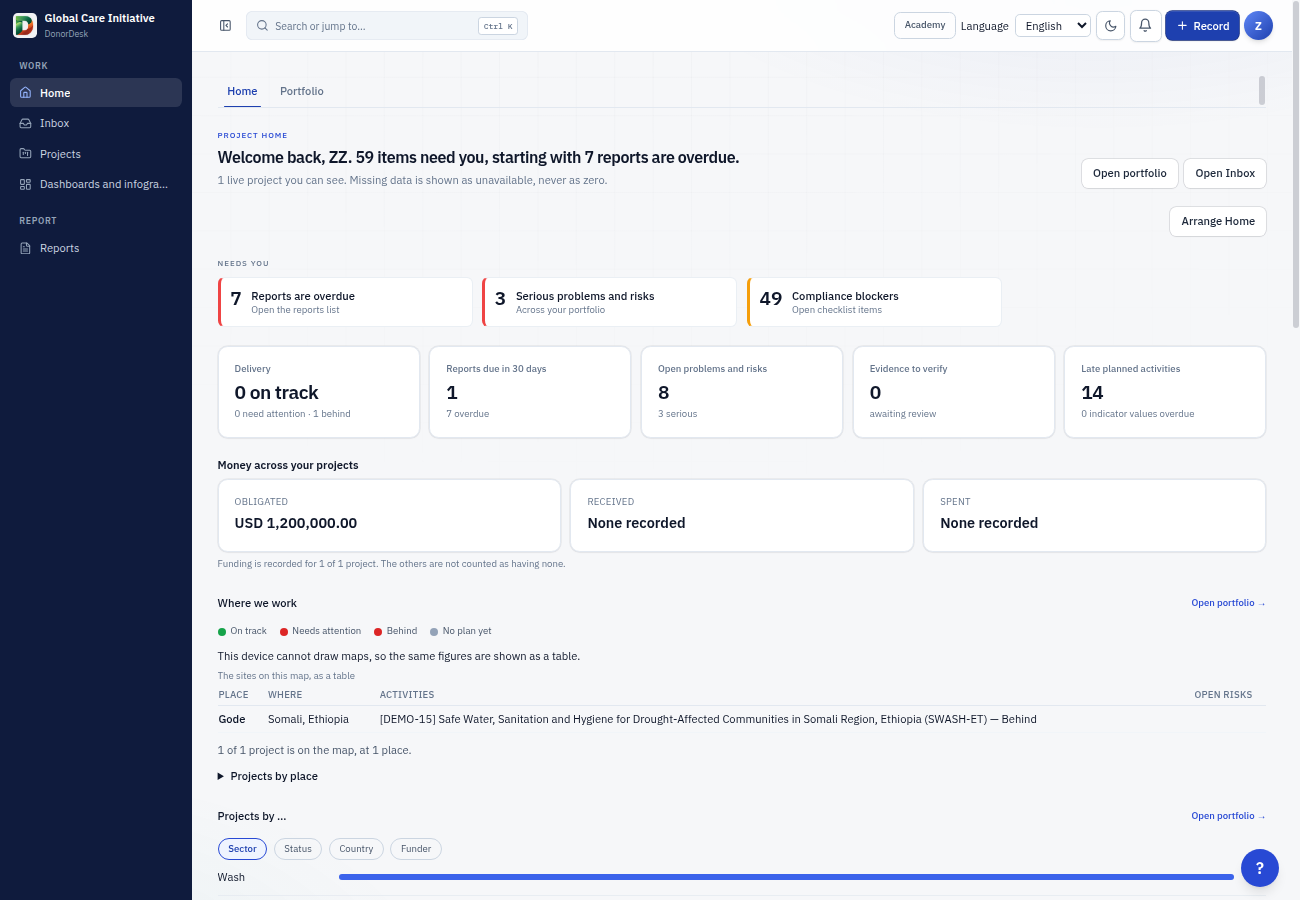 Global Care Initiative
DonorDesk
WORK
Home
Inbox
Projects
Dashboards and infogra...
REPORT
Reports
Search or jump to... Ctrl K
Academy Language English + Record Z
Home Portfolio
PROJECT HOME
Welcome back, ZZ. 59 items need you, starting with 7 reports are overdue.
1 live project you can see. Missing data is shown as unavailable, never as zero.
Open portfolio Open Inbox
Arrange Home
NEEDS YOU
7 Reports are overdue
Open the reports list
3 Serious problems and risks
Across your portfolio
49 Compliance blockers
Open checklist items
Delivery
0 on track
0 need attention · 1 behind
Reports due in 30 days
1
7 overdue
Open problems and risks
8
3 serious
Evidence to verify
0
awaiting review
Late planned activities
14
0 indicator values overdue
Money across your projects
OBLIGATED
USD 1,200,000.00
RECEIVED
None recorded
SPENT
None recorded
Funding is recorded for 1 of 1 project. The others are not counted as having none.
Where we work Open portfolio →
On track Needs attention Behind No plan yet
This device cannot draw maps, so the same figures are shown as a table.
The sites on this map, as a table
PLACE WHERE ACTIVITIES OPEN RISKS
Gode Somali, Ethiopia [DEMO-15] Safe Water, Sanitation and Hygiene for Drought-Affected Communities in Somali Region, Ethiopia (SWASH-ET) — Behind
1 of 1 project is on the map, at 1 place.
Projects by place
Projects by ... Open portfolio →
Sector Status Country Funder
Wash
?